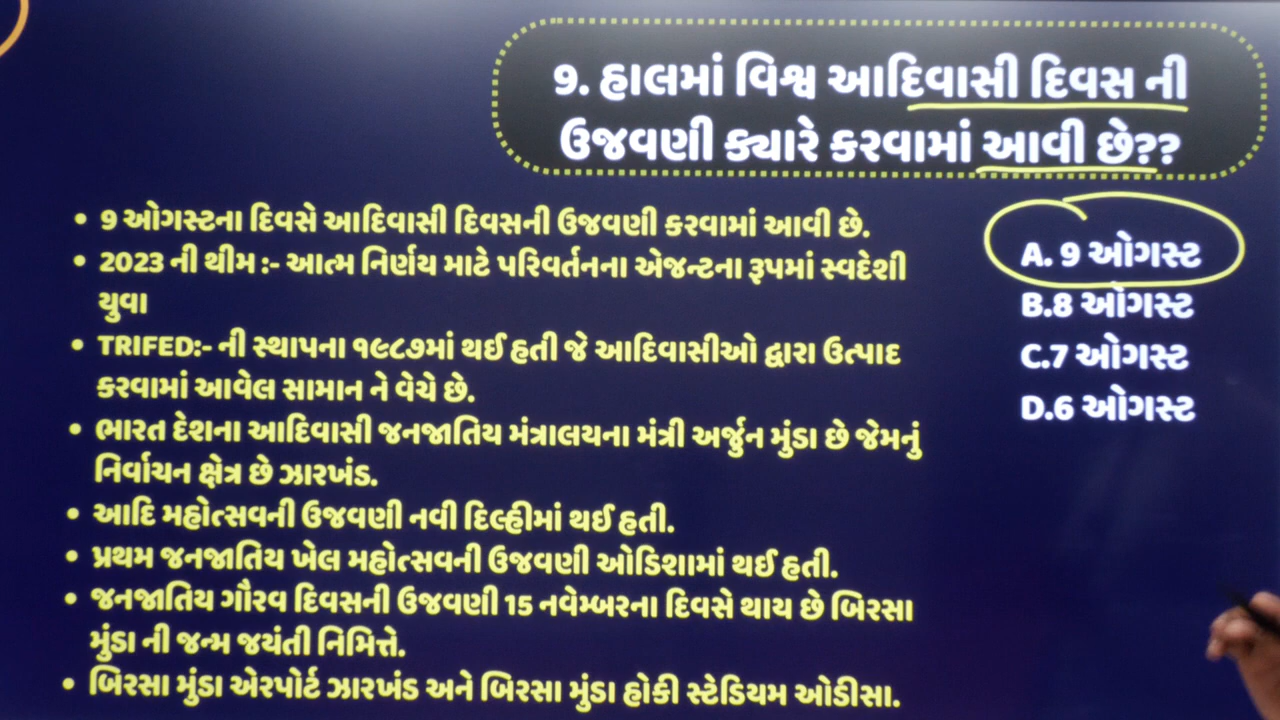 9. હાલમાં વિશ્વ આદિવાસી દિવસ ની
ઉજવણી ક્યારે કરવામાં આવી છે??
• 9 ઓગસ્ટના દિવસે આદિવાસી દિવસની ઉજવણી કરવામાં આવી છે.
• 2023 ની થીમ :- આત્મ નિર્ણય માટે પરિવર્તનના એજન્ટના રૂપમાં સ્વદેશી
યુવા
• TRIFED:- ની સ્થાપના ૧૯૮૭માં થઈ હતી જે આદિવાસીઓ દ્વારા ઉત્પાદ
કરવામાં આવેલ સામાન ને વેચે છે.
• ભારત દેશના આદિવાસી જનજાતિય મંત્રાલયના મંત્રી અર્જુન મુંડા છે જેમનું
નિર્વાચન ક્ષેત્ર છે ઝારખંડ.
• આદિ મહોત્સવની ઉજવણી નવી દિલ્હીમાં થઈ હતી.
• પ્રથમ જનજાતિય ખેલ મહોત્સવની ઉજવણી ઓડિશામાં થઈ હતી.
• જનજાતિય ગૌરવ દિવસની ઉજવણી 15 નવેમ્બરના દિવસે થાય છે બિરસા
મુંડા ની જન્મ જયંતી નિમિત્તે.
• બિરસા મુંડા એરપોર્ટ ઝારખંડ અને બિરસા મુંડા હોકી સ્ટેડિયમ ઓડીસા.
A. 9 ઓગસ્ટ
B.8 ઓગસ્ટ
C.7 ઓગસ્ટ
D.6 ઓગસ્ટ